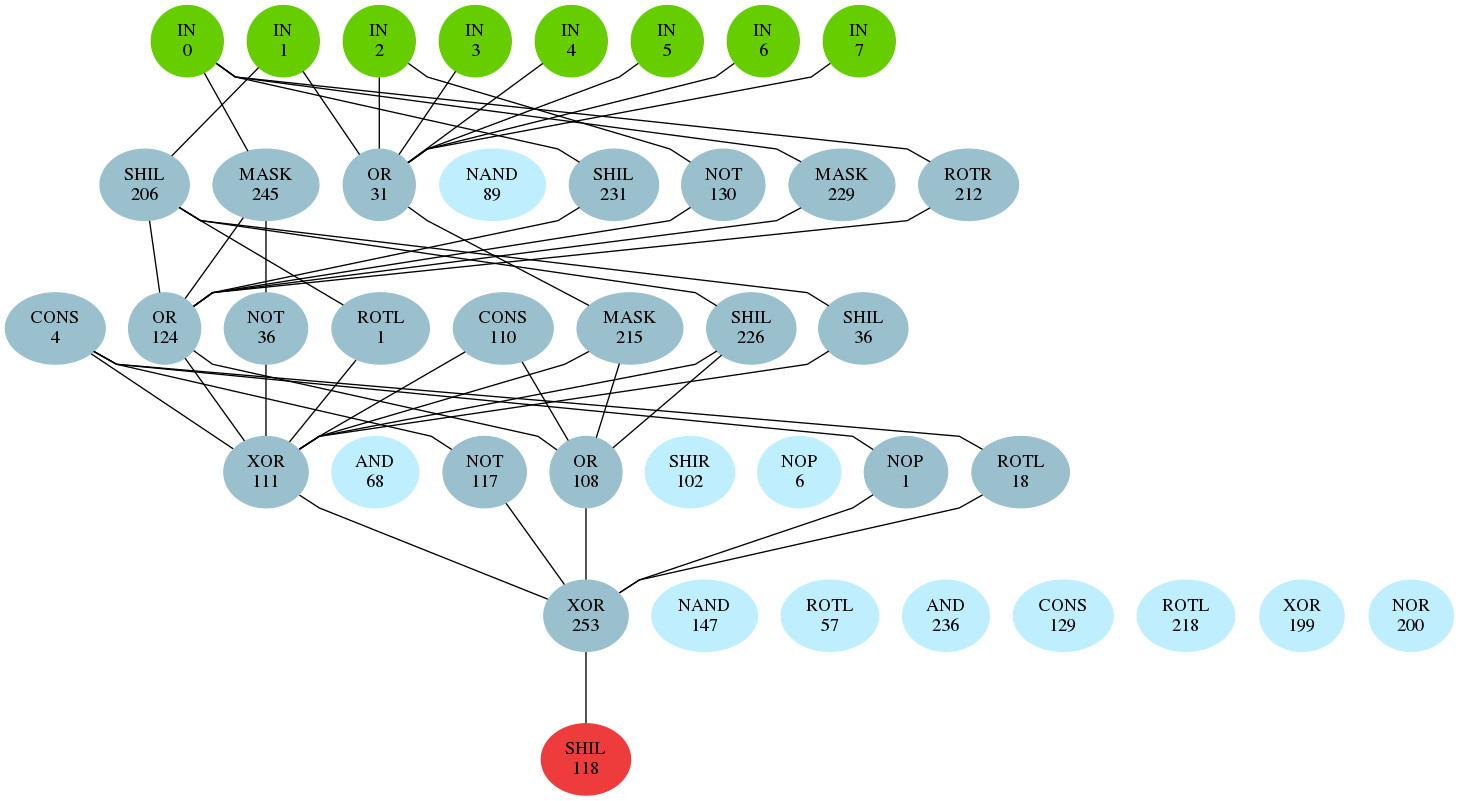 IN
0
IN
1
IN
2
IN
3
IN
4
IN
5
IN
6
IN
7
SHIL
206
MASK
245
OR
31
NAND
89
SHIL
231
NOT
130
MASK
229
ROTR
212
CONS
4
OR
124
NOT
36
ROTL
1
CONS
110
MASK
215
SHIL
226
SHIL
36
XOR
111
AND
68
NOT
117
OR
108
SHIR
102
NOP
6
NOP
1
ROTL
18
XOR
253
NAND
147
ROTL
57
AND
236
CONS
129
ROTL
218
XOR
199
NOR
200
SHIL
118